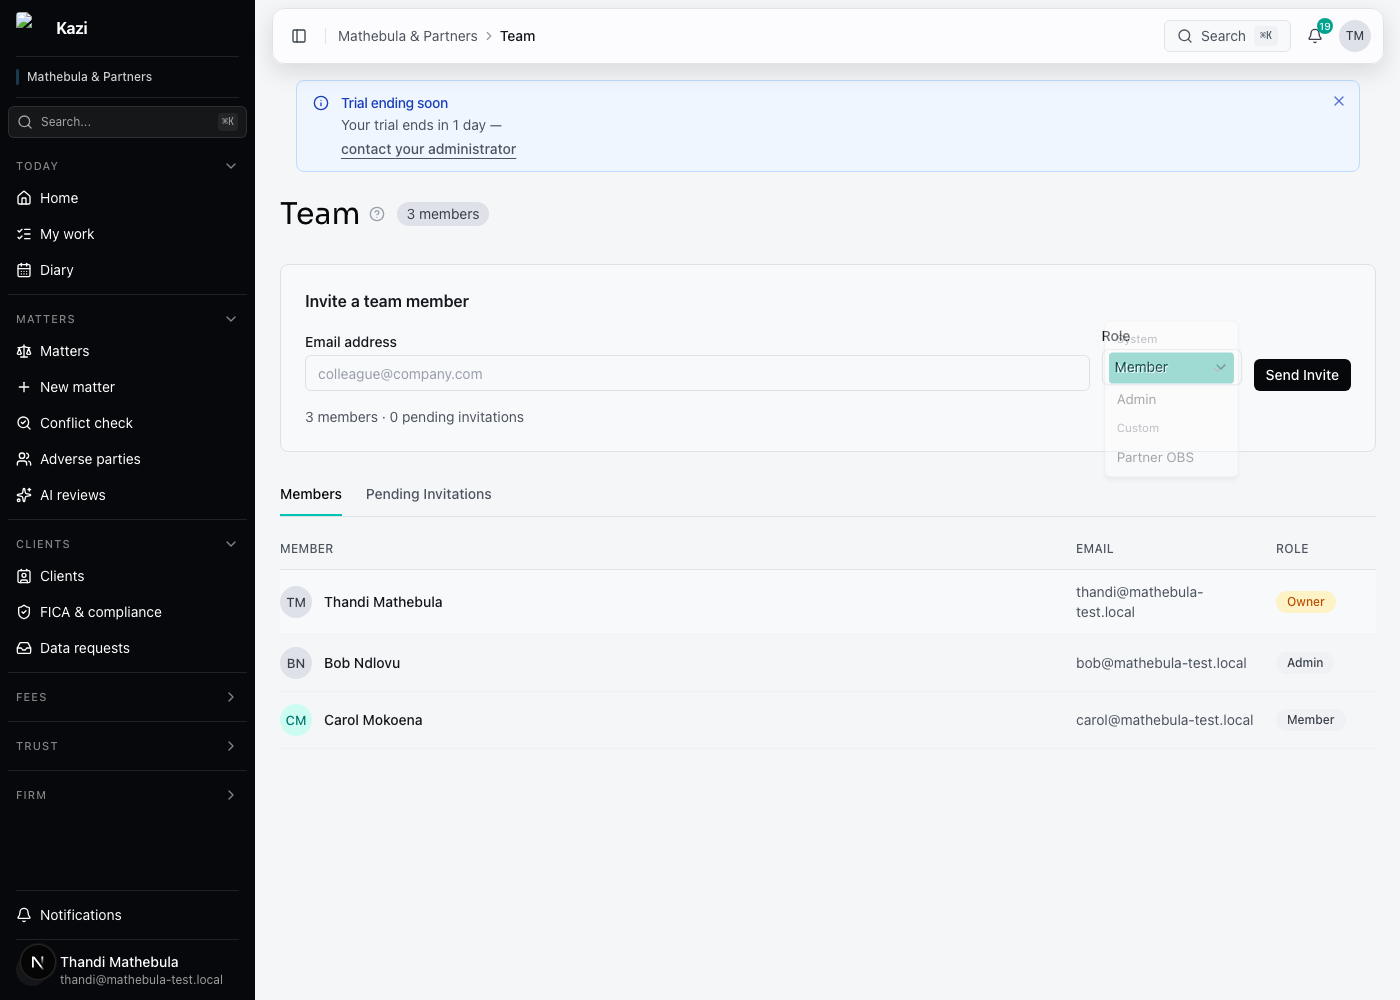 Kazi
Mathebula & Partners
Search...
⌘K
TODAY
Home
My work
Diary
MATTERS
Matters
New matter
Conflict check
Adverse parties
AI reviews
CLIENTS
Clients
FICA & compliance
Data requests
FEES
TRUST
FIRM
Notifications
N
Thandi Mathebula
thandi@mathebula-test.local
Mathebula & Partners
Team
Search
⌘K
19
TM
Trial ending soon
Your trial ends in 1 day —
contact your administrator
Team
3 members
Invite a team member
Email address
colleague@company.com
3 members · 0 pending invitations
Role
System
Member
Admin
Custom
Partner OBS
Send Invite
Members
Pending Invitations
MEMBER
EMAIL
ROLE
TM
Thandi Mathebula
thandi@mathebula-
test.local
Owner
BN
Bob Ndlovu
bob@mathebula-test.local
Admin
CM
Carol Mokoena
carol@mathebula-test.local
Member